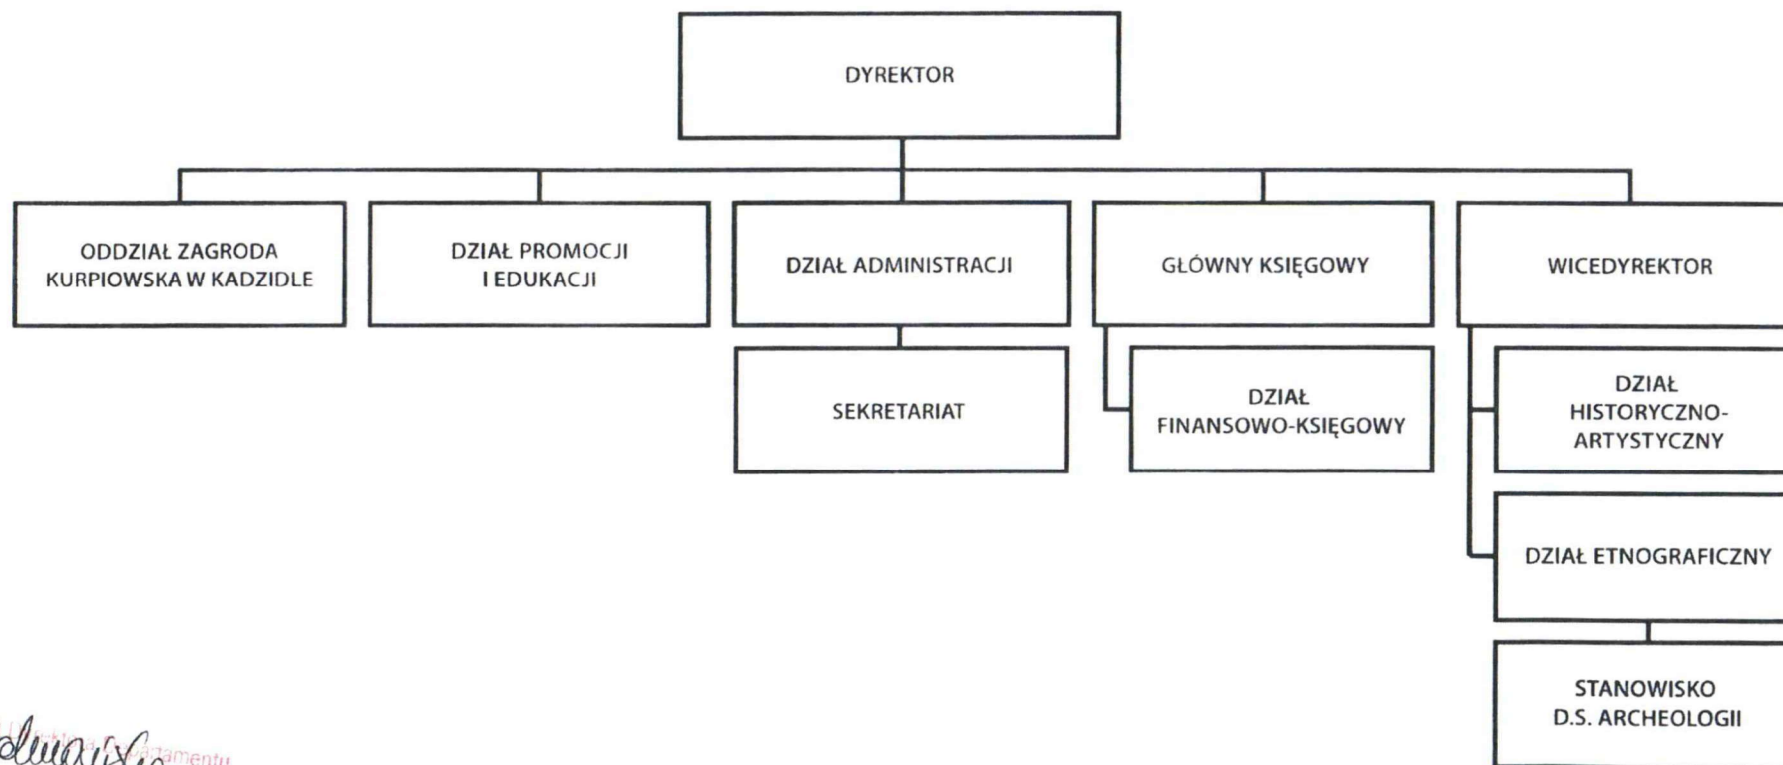 DYREKTOR
ODDZIAŁ ZAGRODA
KURPIOWSKA W KADZIDLE
DZIAŁ PROMOCJI
I EDUKACJI
DZIAŁ ADMINISTRACJI
GŁÓWNY KSIĘGOWY
WICEDYREKTOR
SEKRETARIAT
DZIAŁ
FINANSOWO-KSIĘGOWY
DZIAŁ
HISTORYCZNO-
ARTYSTYCZNY
DZIAŁ ETNOGRAFICZNY
STANOWISKO
D.S. ARCHEOLOGII
Departamentu